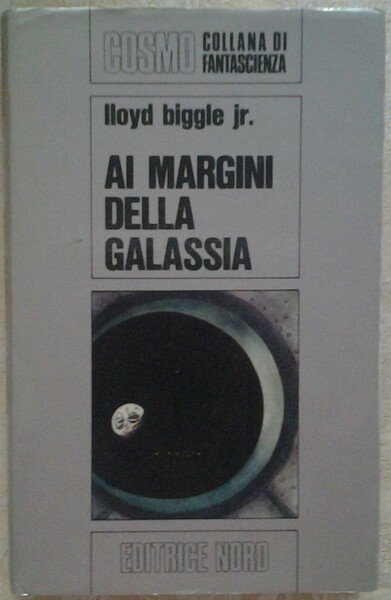 COSMO COLLANA DI
FANTASCIENZA
lloyd biggle jr.
AI MARGINI
DELLA
GALASSIA
EDITRICE NORD